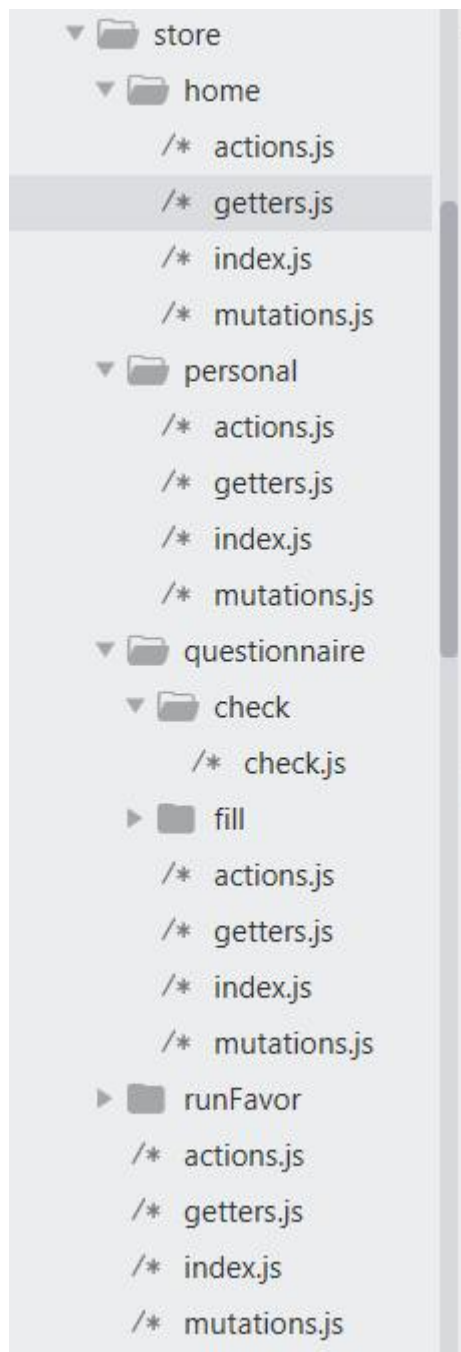 store
home
/* actions.js
/* getters.js
/* index.js
/* mutations.js
personal
/* actions.js
/* getters.js
/* index.js
/* mutations.js
questionnaire
check
/* check.js
fill
/* actions.js
/* getters.js
/* index.js
/* mutations.js
runFavor
/* actions.js
/* getters.js
/* index.js
/* mutations.js